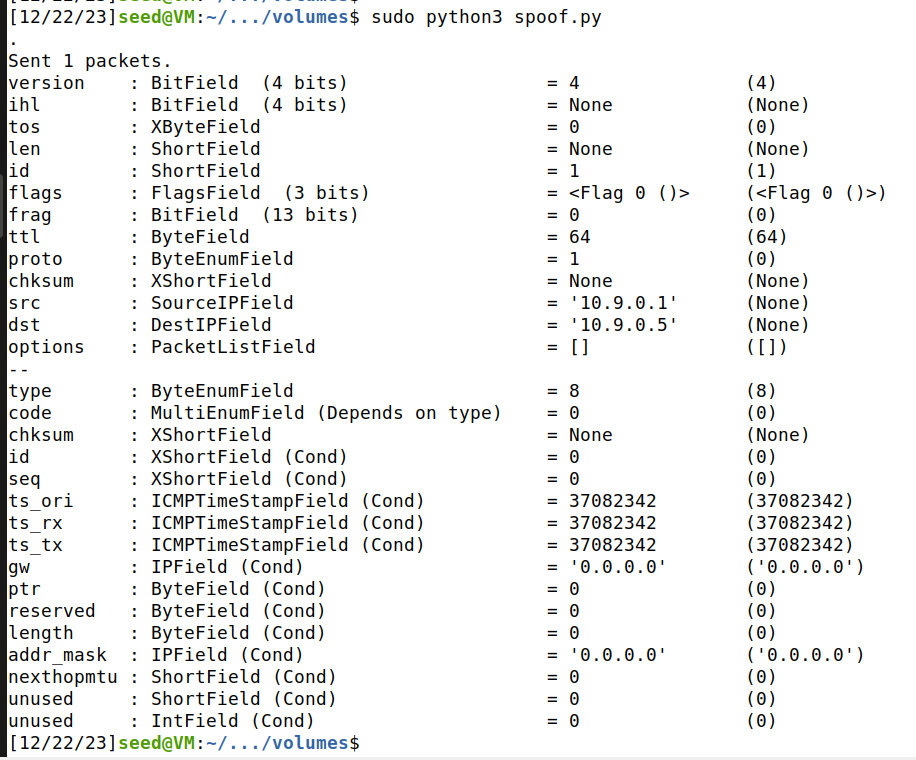 [12/22/23]seed@VM:~/.../volumes$ sudo python3 spoof.py
.
Sent 1 packets.
version    : BitField  (4 bits)                  = 4               (4)
ihl        : BitField  (4 bits)                  = None            (None)
tos        : XByteField                          = 0               (0)
len        : ShortField                          = None            (None)
id         : ShortField                          = 1               (1)
flags      : FlagsField  (3 bits)                = <Flag 0 ()>     (<Flag 0 ()>)
frag       : BitField  (13 bits)                 = 0               (0)
ttl        : ByteField                           = 64              (64)
proto      : ByteEnumField                       = 1               (0)
chksum     : XShortField                         = None            (None)
src        : SourceIPField                       = '10.9.0.1'      (None)
dst        : DestIPField                         = '10.9.0.5'      (None)
options    : PacketListField                     = []              ([])
--
type       : ByteEnumField                       = 8               (8)
code       : MultiEnumField (Depends on type)    = 0               (0)
chksum     : XShortField                         = None            (None)
id         : XShortField (Cond)                  = 0               (0)
seq        : XShortField (Cond)                  = 0               (0)
ts_ori     : ICMPTimeStampField (Cond)           = 37082342        (37082342)
ts_rx      : ICMPTimeStampField (Cond)           = 37082342        (37082342)
ts_tx      : ICMPTimeStampField (Cond)           = 37082342        (37082342)
gw         : IPField (Cond)                      = '0.0.0.0'       ('0.0.0.0')
ptr        : ByteField (Cond)                    = 0               (0)
reserved   : ByteField (Cond)                    = 0               (0)
length     : ByteField (Cond)                    = 0               (0)
addr_mask  : IPField (Cond)                      = '0.0.0.0'       ('0.0.0.0')
nexthopmtu : ShortField (Cond)                   = 0               (0)
unused     : ShortField (Cond)                   = 0               (0)
unused     : IntField (Cond)                     = 0               (0)
[12/22/23]seed@VM:~/.../volumes$